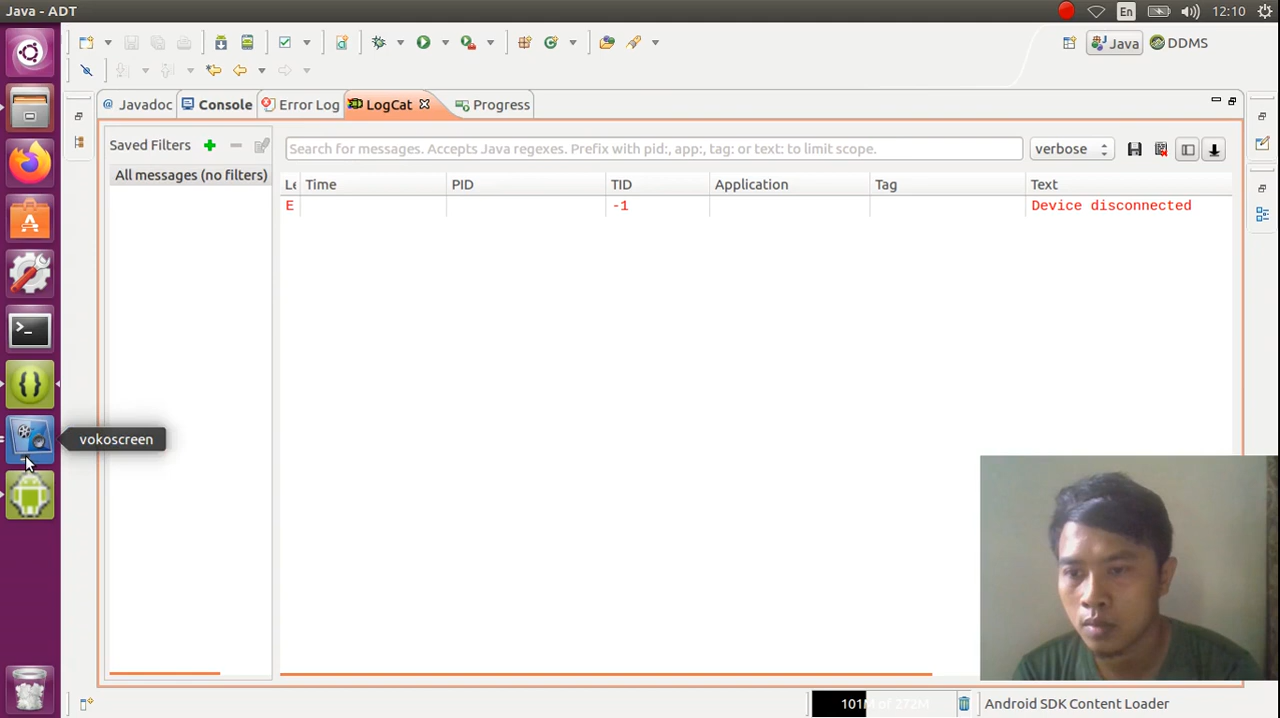 Java - ADT
En
12:10
Java
DDMS
@ Javadoc
Console
Error Log
LogCat
Progress
Saved Filters
Search for messages. Accepts Java regexes. Prefix with pid:, app:, tag: or text: to limit scope.
verbose
All messages (no filters)
Le
Time
PID
TID
Application
Tag
Text
E
-1
Device disconnected
vokoscreen
101M of 272M
Android SDK Content Loader